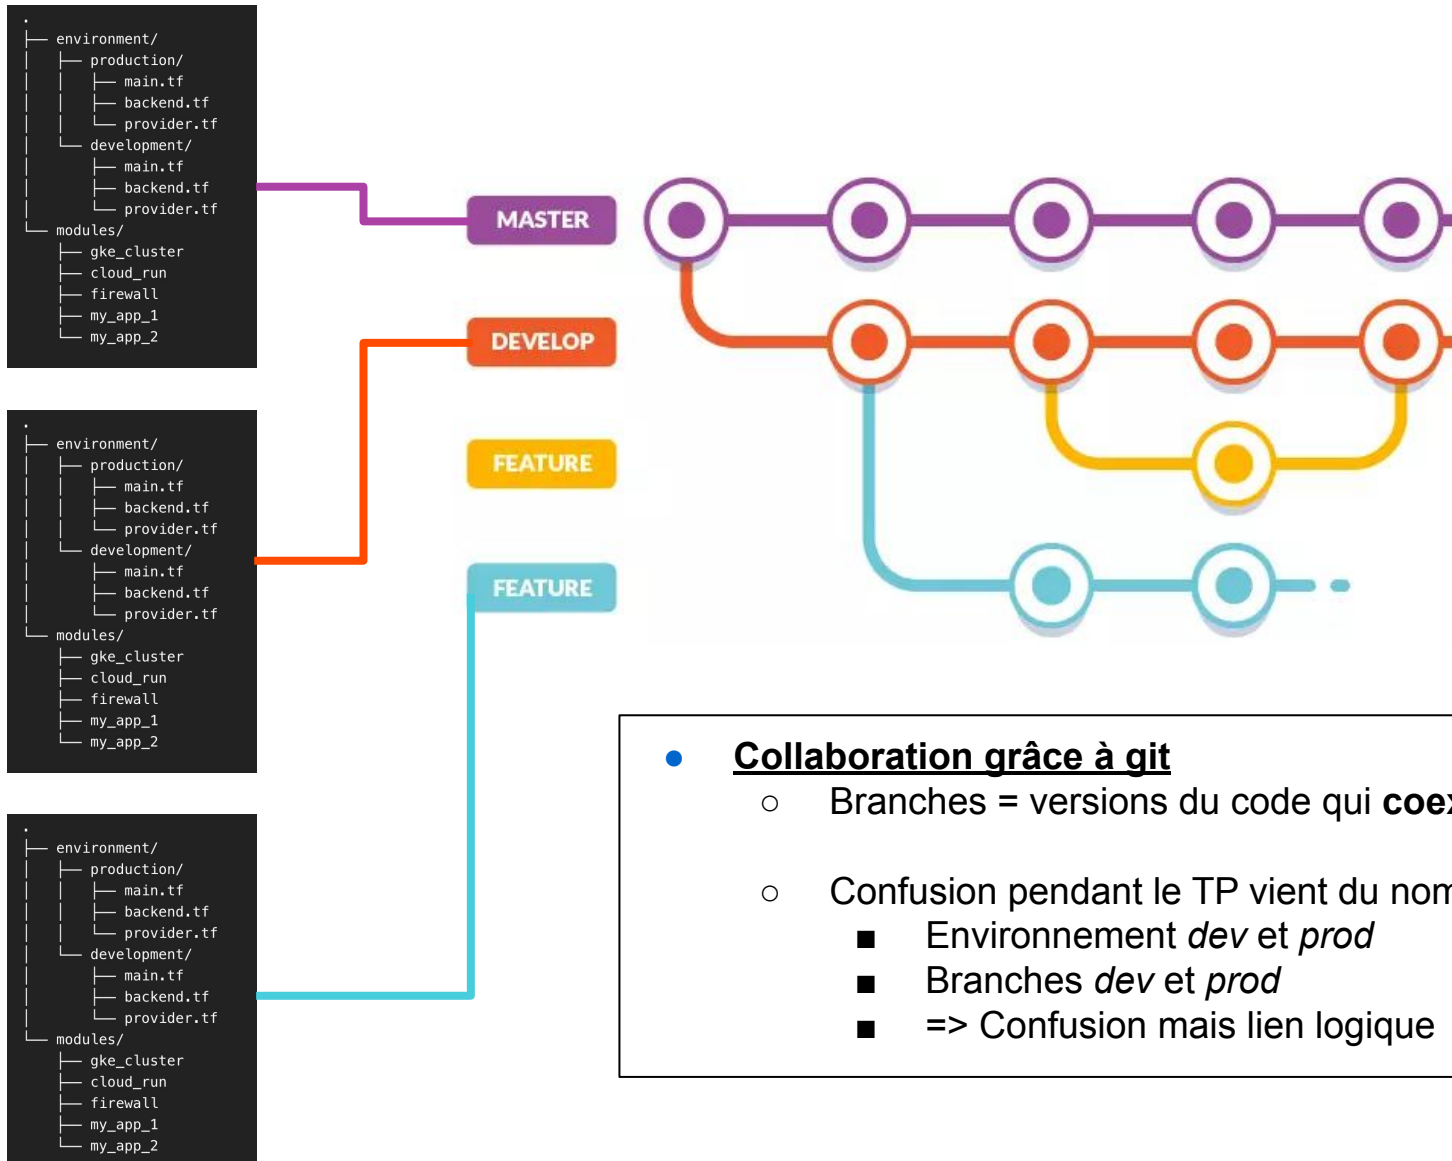 .
├── environment/
│   ├── production/
│   │   ├── main.tf
│   │   ├── backend.tf
│   │   └── provider.tf
│   └── development/
│       ├── main.tf
│       ├── backend.tf
│       └── provider.tf
└── modules/
    ├── gke_cluster
    ├── cloud_run
    ├── firewall
    ├── my_app_1
    └── my_app_2
.
├── environment/
│   ├── production/
│   │   ├── main.tf
│   │   ├── backend.tf
│   │   └── provider.tf
│   └── development/
│       ├── main.tf
│       ├── backend.tf
│       └── provider.tf
└── modules/
    ├── gke_cluster
    ├── cloud_run
    ├── firewall
    ├── my_app_1
    └── my_app_2
.
├── environment/
│   ├── production/
│   │   ├── main.tf
│   │   ├── backend.tf
│   │   └── provider.tf
│   └── development/
│       ├── main.tf
│       ├── backend.tf
│       └── provider.tf
└── modules/
    ├── gke_cluster
    ├── cloud_run
    ├── firewall
    ├── my_app_1
    └── my_app_2
MASTER
DEVELOP
FEATURE
FEATURE
● Collaboration grâce à git
○ Branches = versions du code qui
○ Confusion pendant le TP vient du
■ Environnement dev et prod
■ Branches dev et prod
■ => Confusion mais lien logique